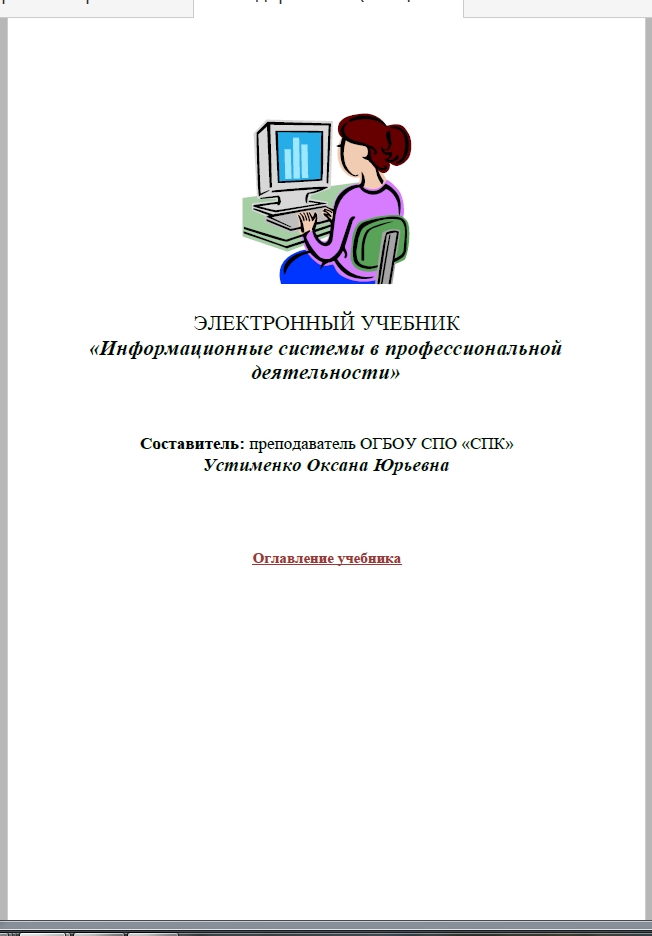 ЭЛЕКТРОННЫЙ УЧЕБНИК
«Информационные системы в профессиональной
деятельности»
Составитель: преподаватель ОГБОУ СПО «СПК»
Устименко Оксана Юрьевна
Оглавление учебника